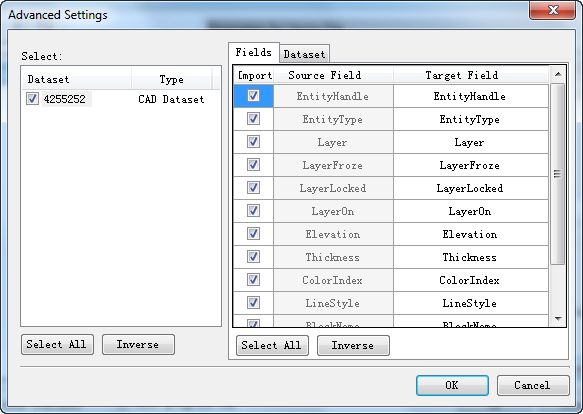 Advanced Settings
Select:
Dataset Type
4255252 CAD Dataset
Select All Inverse
Fields Dataset
Import Source Field Target Field
EntityHandle EntityHandle
EntityType EntityType
Layer Layer
LayerFroze LayerFroze
LayerLocked LayerLocked
LayerOn LayerOn
Elevation Elevation
Thickness Thickness
ColorIndex ColorIndex
LineStyle LineStyle
BlockName BlockName
Select All Inverse
OK Cancel